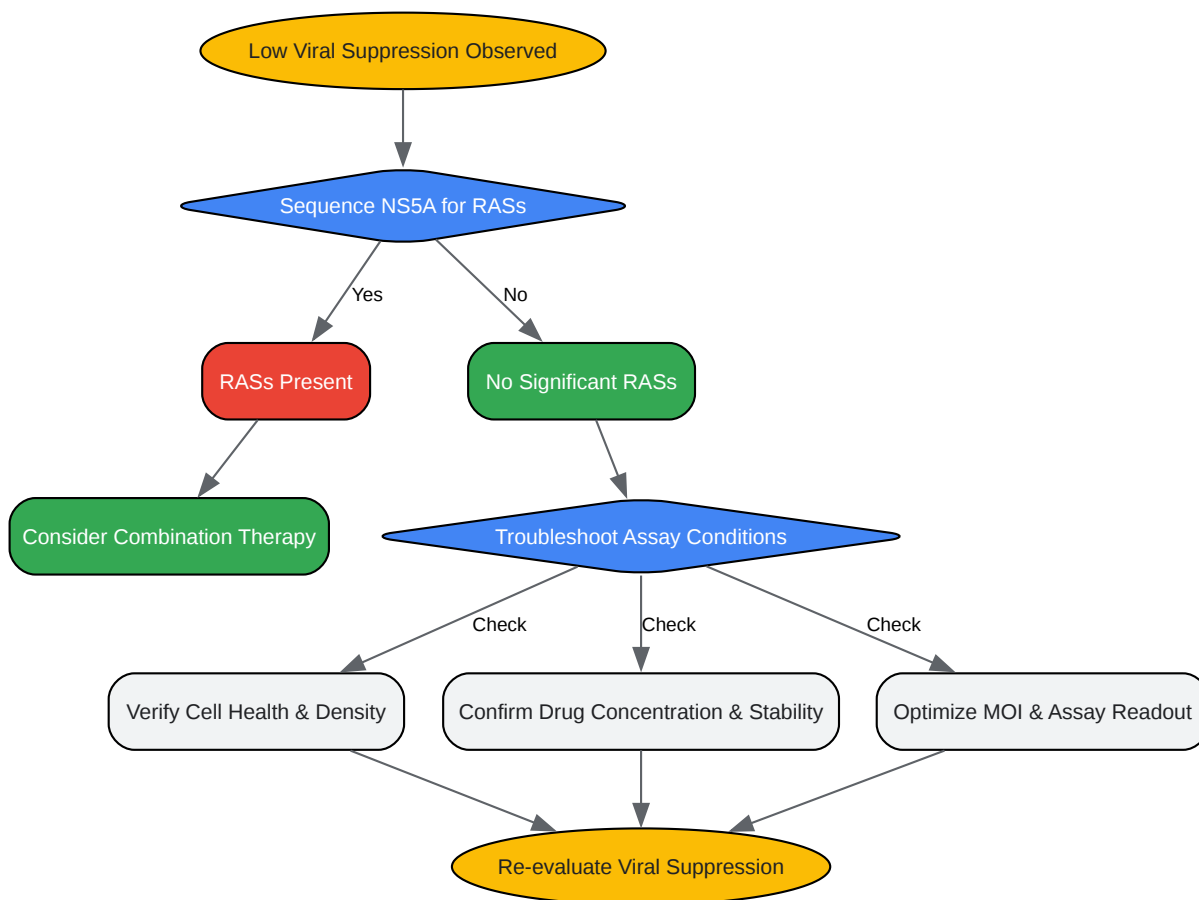 Low Viral Suppression Observed
Sequence NS5A for RASs
Yes
No
RASs Present
No Significant RASs
Consider Combination Therapy
Troubleshoot Assay Conditions
Check
Check
Check
Verify Cell Health & Density
Confirm Drug Concentration & Stability
Optimize MOI & Assay Readout
Re-evaluate Viral Suppression